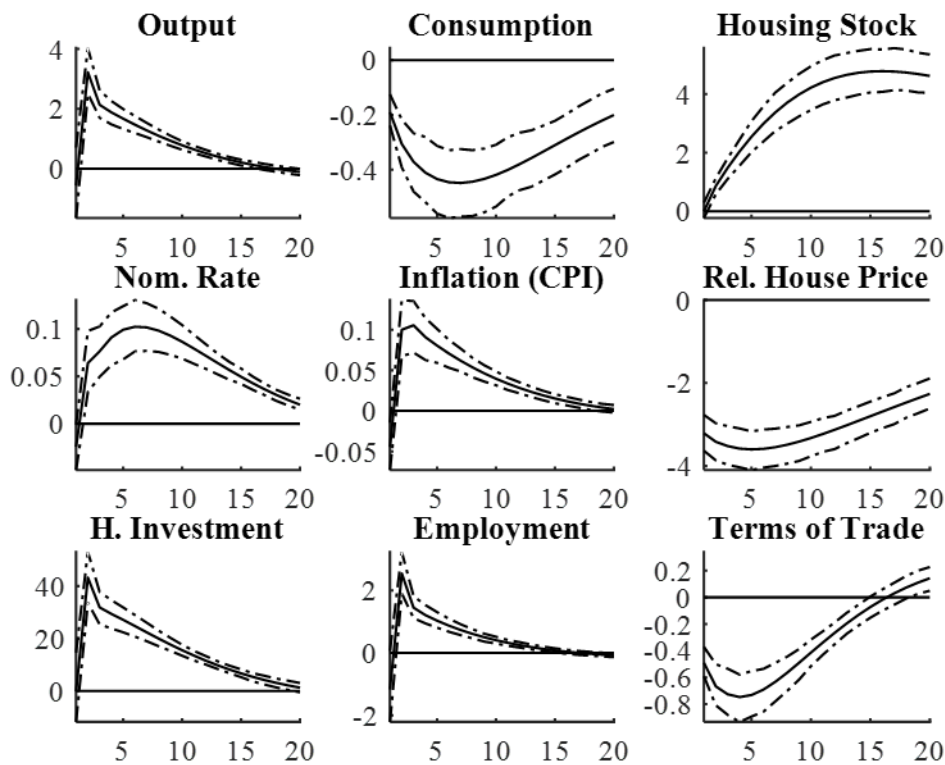 Output
4
2
0
5 10 15 20
Consumption
0
-0.2
-0.4
5 10 15 20
Housing Stock
4
2
0
5 10 15 20
Nom. Rate
0.1
0.05
0
5 10 15 20
Inflation (CPI)
0.1
0.05
0
-0.05
5 10 15 20
Rel. House Price
0
-2
-4
5 10 15 20
H. Investment
40
20
0
5 10 15 20
Employment
2
0
-2
5 10 15 20
Terms of Trade
0.2
0
-0.2
-0.4
-0.6
-0.8
5 10 15 20